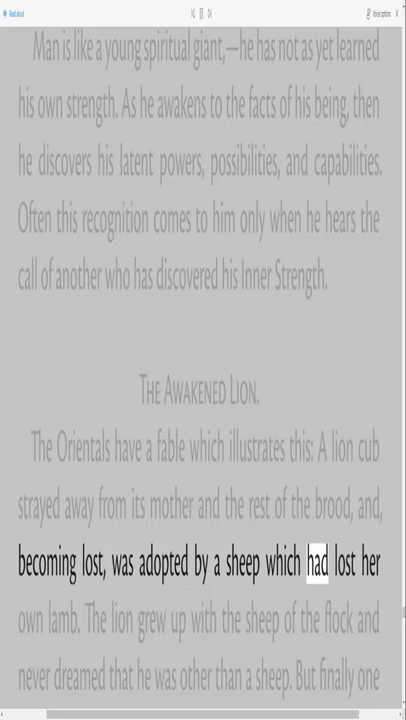 Read aloud
Voice options
Man is like a young spiritual giant,—he has not as yet learned
his own strength. As he awakens to the facts of his being, then
he discovers his latent powers, possibilities, and capabilities.
Often this recognition comes to him only when he hears the
call of another who has discovered his Inner Strength.
The Awakened Lion.
The Orientals have a fable which illustrates this: A lion cub
strayed away from its mother and the rest of the brood, and,
becoming lost, was adopted by a sheep which had lost her
own lamb. The lion grew up with the sheep of the flock and
never dreamed that he was other than a sheep. But finally one